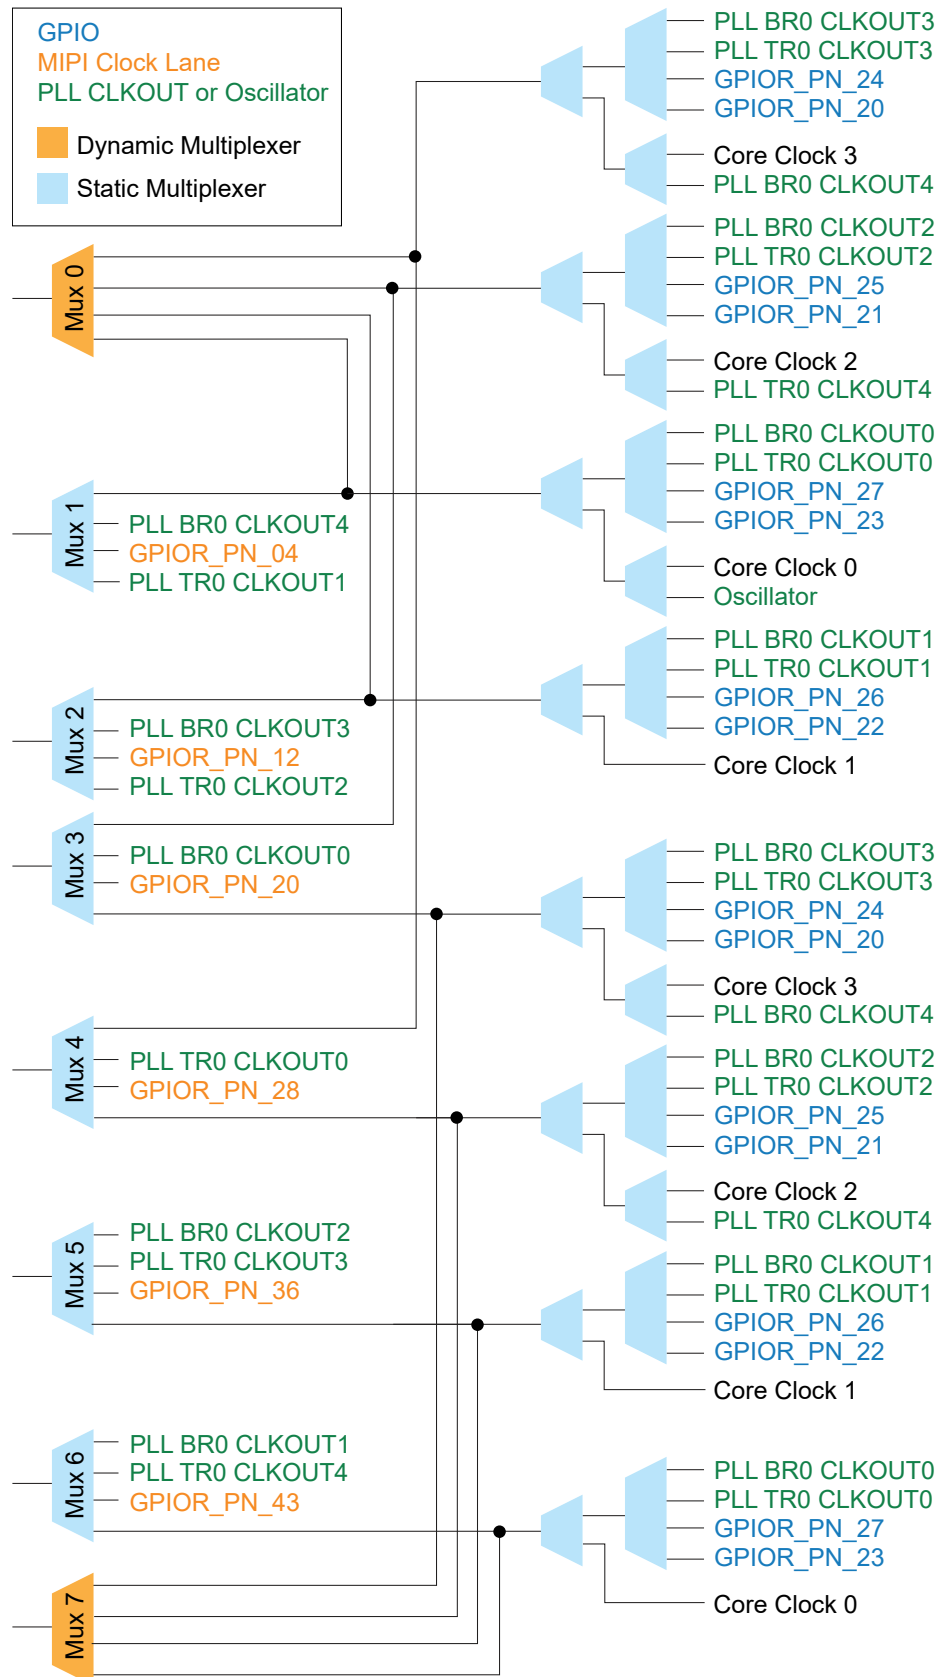 GPIO
MIPI Clock Lane
PLL CLKOUT or Oscillator
Dynamic Multiplexer
Static Multiplexer
PLL BR0 CLKOUT3
PLL TR0 CLKOUT3
GPIOR_PN_24
GPIOR_PN_20
Core Clock 3
PLL BR0 CLKOUT4
Mux 0
PLL BR0 CLKOUT2
PLL TR0 CLKOUT2
GPIOR_PN_25
GPIOR_PN_21
Core Clock 2
PLL TR0 CLKOUT4
Mux 1
PLL BR0 CLKOUT4
GPIOR_PN_04
PLL TR0 CLKOUT1
PLL BR0 CLKOUT0
PLL TR0 CLKOUT0
GPIOR_PN_27
GPIOR_PN_23
Core Clock 0
Oscillator
Mux 2
PLL BR0 CLKOUT3
GPIOR_PN_12
PLL TR0 CLKOUT2
PLL BR0 CLKOUT1
PLL TR0 CLKOUT1
GPIOR_PN_26
GPIOR_PN_22
Core Clock 1
Mux 3
PLL BR0 CLKOUT0
GPIOR_PN_20
PLL BR0 CLKOUT3
PLL TR0 CLKOUT3
GPIOR_PN_24
GPIOR_PN_20
Core Clock 3
PLL BR0 CLKOUT4
Mux 4
PLL TR0 CLKOUT0
GPIOR_PN_28
PLL BR0 CLKOUT2
PLL TR0 CLKOUT2
GPIOR_PN_25
GPIOR_PN_21
Core Clock 2
PLL TR0 CLKOUT4
Mux 5
PLL BR0 CLKOUT2
PLL TR0 CLKOUT3
GPIOR_PN_36
PLL BR0 CLKOUT1
PLL TR0 CLKOUT1
GPIOR_PN_26
GPIOR_PN_22
Core Clock 1
Mux 6
PLL BR0 CLKOUT1
PLL TR0 CLKOUT4
GPIOR_PN_43
PLL BR0 CLKOUT0
PLL TR0 CLKOUT0
GPIOR_PN_27
GPIOR_PN_23
Core Clock 0
Mux 7